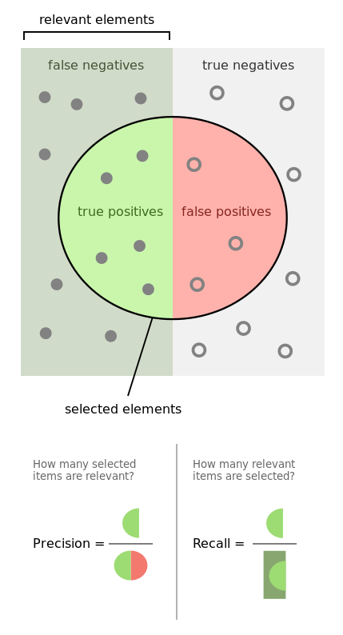 relevant elements
false negatives
true negatives
true positives
false positives
selected elements
How many selected
items are relevant?
How many relevant
items are selected?
Precision =
Recall =